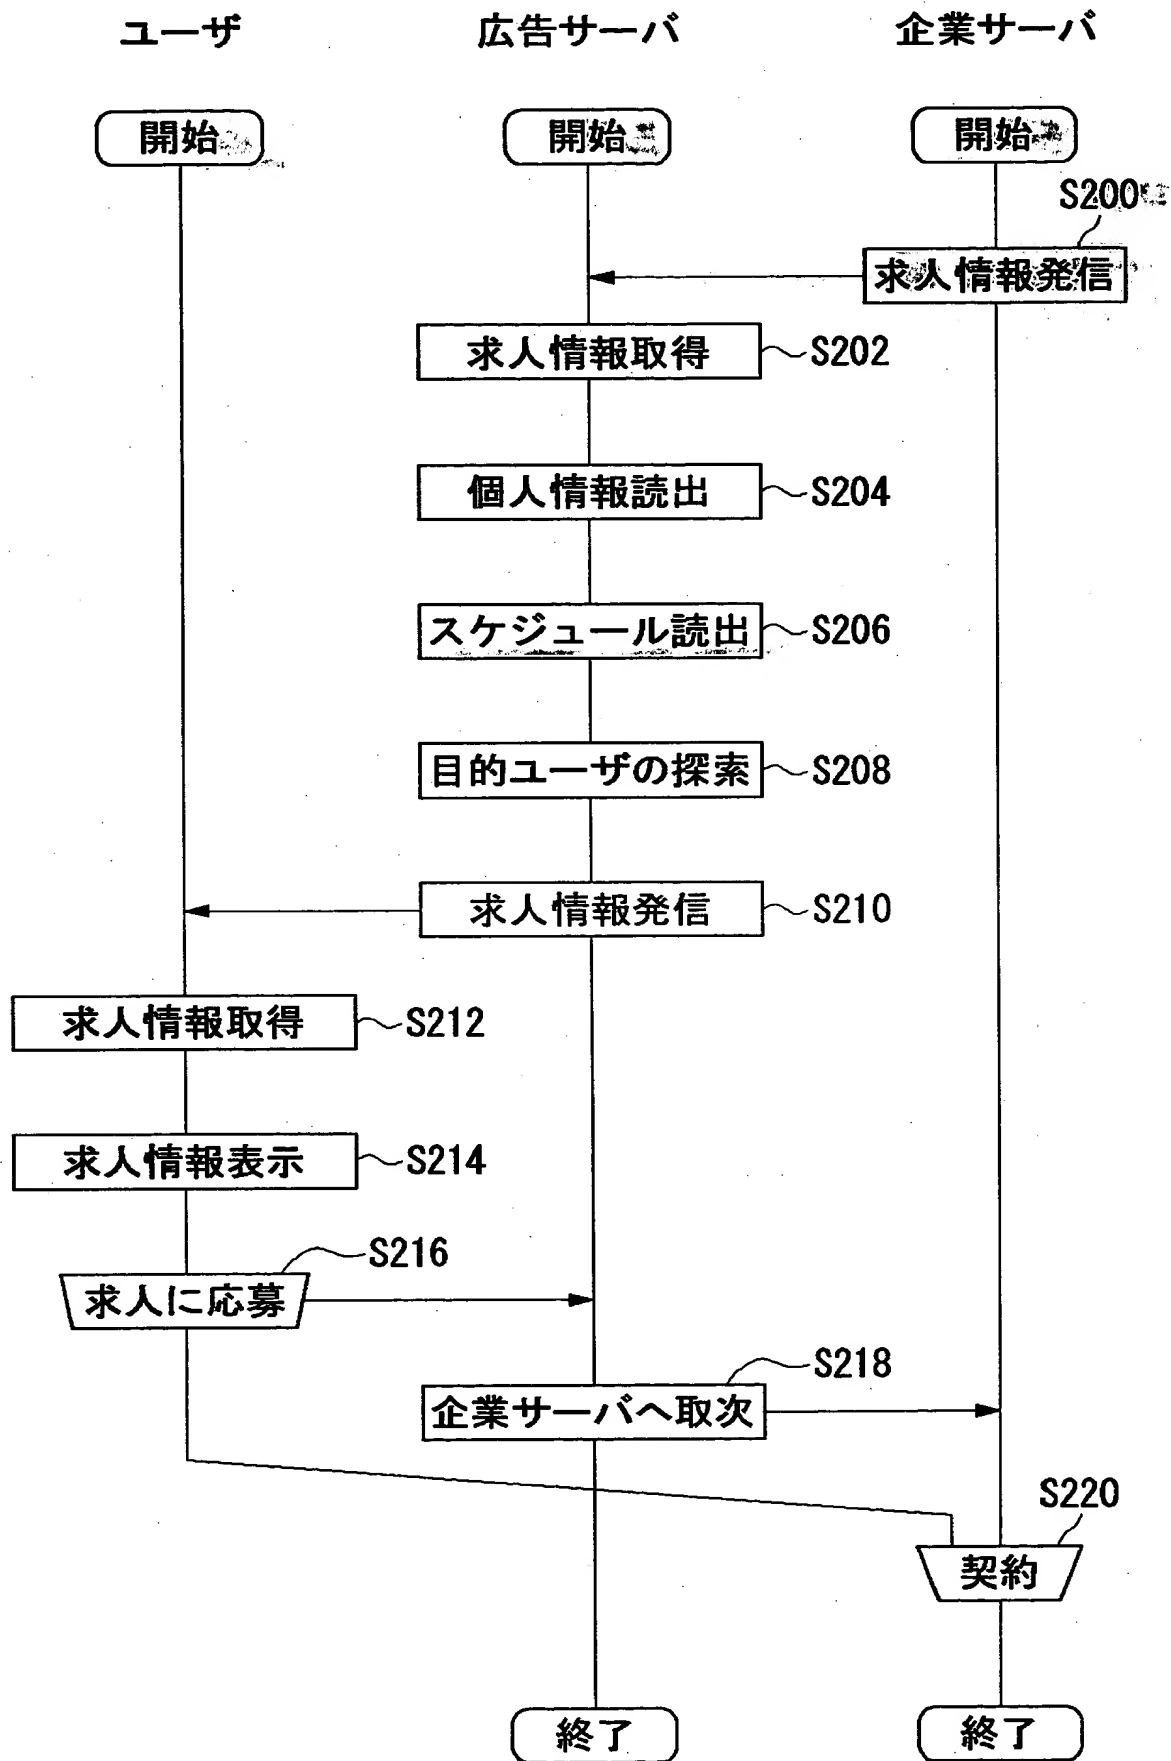 ユーザ
広告サーバ
企業サーバ
開始
開始
開始
S200
求人情報発信
求人情報取得
S202
個人情報読出
S204
スケジュール読出
S206
目的ユーザの探索
S208
求人情報発信
S210
求人情報取得
S212
求人情報表示
S214
S216
求人に応募
S218
企業サーバへ取次
S220
契約
終了
終了